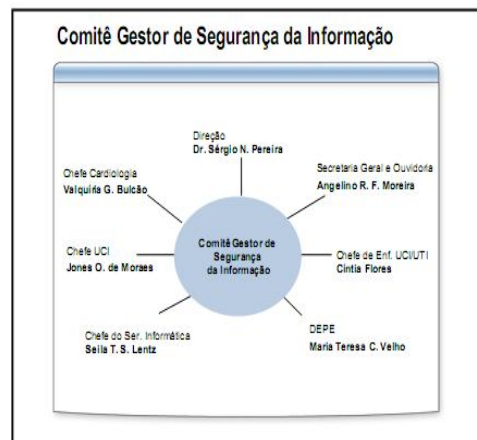 Comitê Gestor de Segurança da Informação
Direção
Dr. Sérgio N. Pereira
Chefe Cardiologia
Valquiria G. Bulcão
Secretaria Geral e Ouvidoria
Angelino R. F. Moreira
Comitê Gestor de
Segurança
da Informação
Chefe UCI
Jones O. de Moraes
Chefe de Enf. UCI/UTI
Cintia Flores
Chefe do Ser. Informática
Seila T. S. Lentz
DEPE
Maria Teresa C. Velho